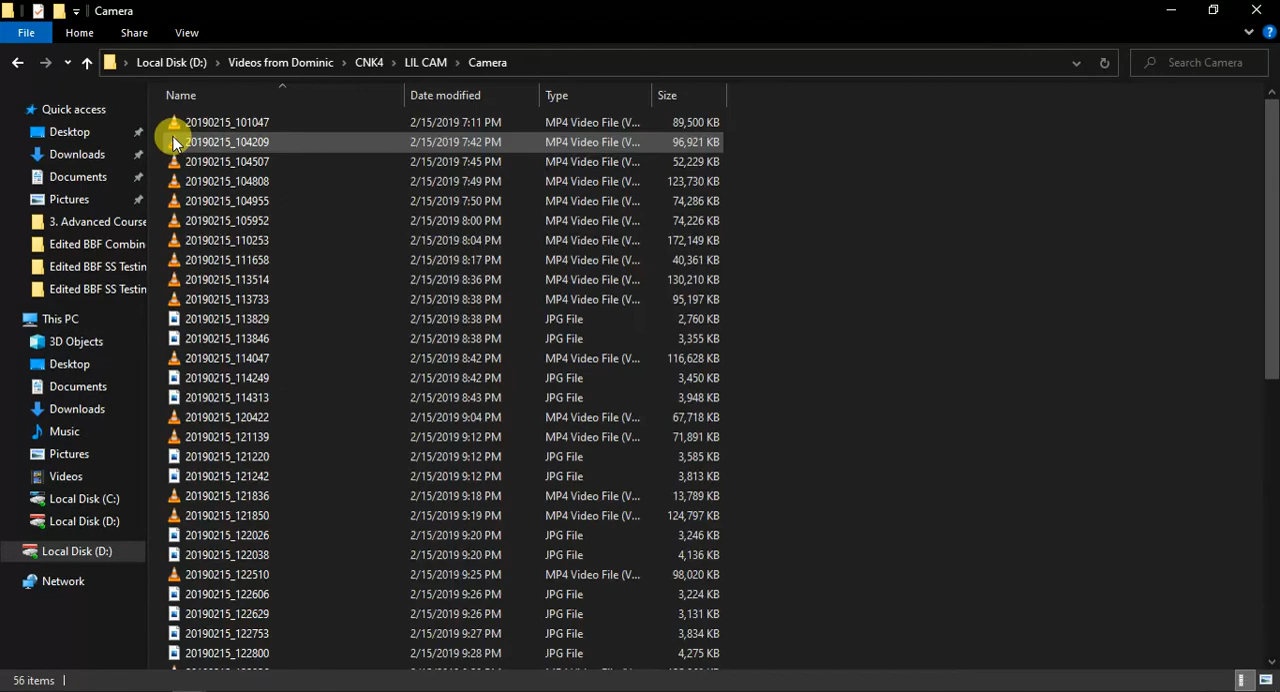 Camera
File Home Share View
Local Disk (D:) Videos from Dominic CNK4 LIL CAM Camera Search Camera
Name Date modified Type Size
Quick access
Desktop
Downloads
Documents
Pictures
3. Advanced Course
Edited BBF Combin
Edited BBF SS Testin
Edited BBF SS Testin
This PC
3D Objects
Desktop
Documents
Downloads
Music
Pictures
Videos
Local Disk (C:)
Local Disk (D:)
Local Disk (D:)
Network
20190215_101047 2/15/2019 7:11 PM MP4 Video File (V... 89,500 KB
20190215_104209 2/15/2019 7:42 PM MP4 Video File (V... 96,921 KB
20190215_104507 2/15/2019 7:45 PM MP4 Video File (V... 52,229 KB
20190215_104808 2/15/2019 7:49 PM MP4 Video File (V... 123,730 KB
20190215_104955 2/15/2019 7:50 PM MP4 Video File (V... 74,286 KB
20190215_105952 2/15/2019 8:00 PM MP4 Video File (V... 74,226 KB
20190215_110253 2/15/2019 8:04 PM MP4 Video File (V... 172,149 KB
20190215_111658 2/15/2019 8:17 PM MP4 Video File (V... 40,361 KB
20190215_113514 2/15/2019 8:36 PM MP4 Video File (V... 130,210 KB
20190215_113733 2/15/2019 8:38 PM MP4 Video File (V... 95,197 KB
20190215_113829 2/15/2019 8:38 PM JPG File 2,760 KB
20190215_113846 2/15/2019 8:38 PM JPG File 3,355 KB
20190215_114047 2/15/2019 8:42 PM MP4 Video File (V... 116,628 KB
20190215_114249 2/15/2019 8:42 PM JPG File 3,450 KB
20190215_114313 2/15/2019 8:43 PM JPG File 3,948 KB
20190215_120422 2/15/2019 9:04 PM MP4 Video File (V... 67,718 KB
20190215_121139 2/15/2019 9:12 PM MP4 Video File (V... 71,891 KB
20190215_121220 2/15/2019 9:12 PM JPG File 3,585 KB
20190215_121242 2/15/2019 9:12 PM JPG File 3,813 KB
20190215_121836 2/15/2019 9:18 PM MP4 Video File (V... 13,789 KB
20190215_121850 2/15/2019 9:19 PM MP4 Video File (V... 124,797 KB
20190215_122026 2/15/2019 9:20 PM JPG File 3,246 KB
20190215_122038 2/15/2019 9:20 PM JPG File 4,136 KB
20190215_122510 2/15/2019 9:25 PM MP4 Video File (V... 98,020 KB
20190215_122606 2/15/2019 9:26 PM JPG File 3,224 KB
20190215_122629 2/15/2019 9:26 PM JPG File 3,131 KB
20190215_122753 2/15/2019 9:27 PM JPG File 3,834 KB
20190215_122800 2/15/2019 9:28 PM JPG File 4,275 KB
56 items